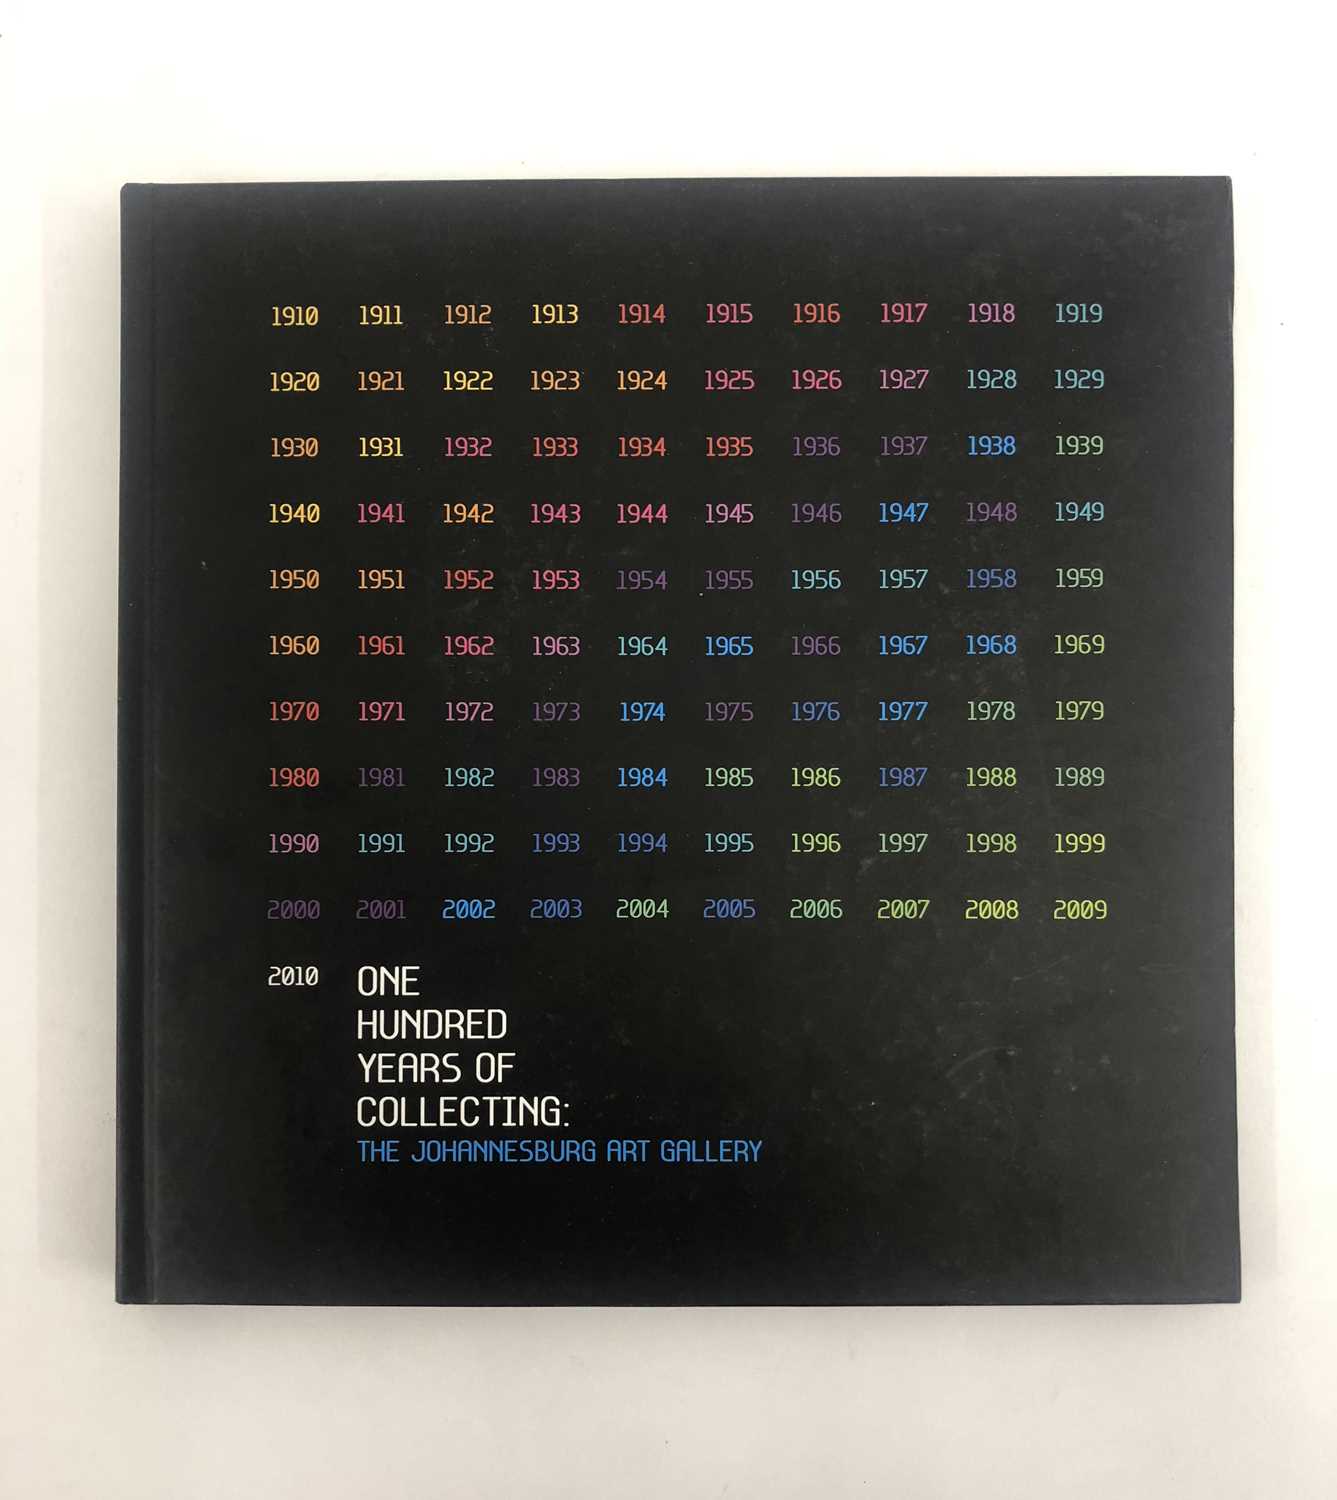 1910 1911 1912 1913 1914 1915 1916 1917 1918 1919
1920 1921 1922 1923 1924 1925 1926 1927 1928 1929
1930 1931 1932 1933 1934 1935 1936 1937 1938 1939
1940 1941 1942 1943 1944 1945 1946 1947 1948 1949
1950 1951 1952 1953 1954 1955 1956 1957 1958 1959
1960 1961 1962 1963 1964 1965 1966 1967 1968 1969
1970 1971 1972 1973 1974 1975 1976 1977 1978 1979
1980 1981 1982 1983 1984 1985 1986 1987 1988 1989
1990 1991 1992 1993 1994 1995 1996 1997 1998 1999
2000 2001 2002 2003 2004 2005 2006 2007 2008 2009
2010 ONE
HUNDRED
YEARS OF
COLLECTING:
THE JOHANNESBURG ART GALLERY